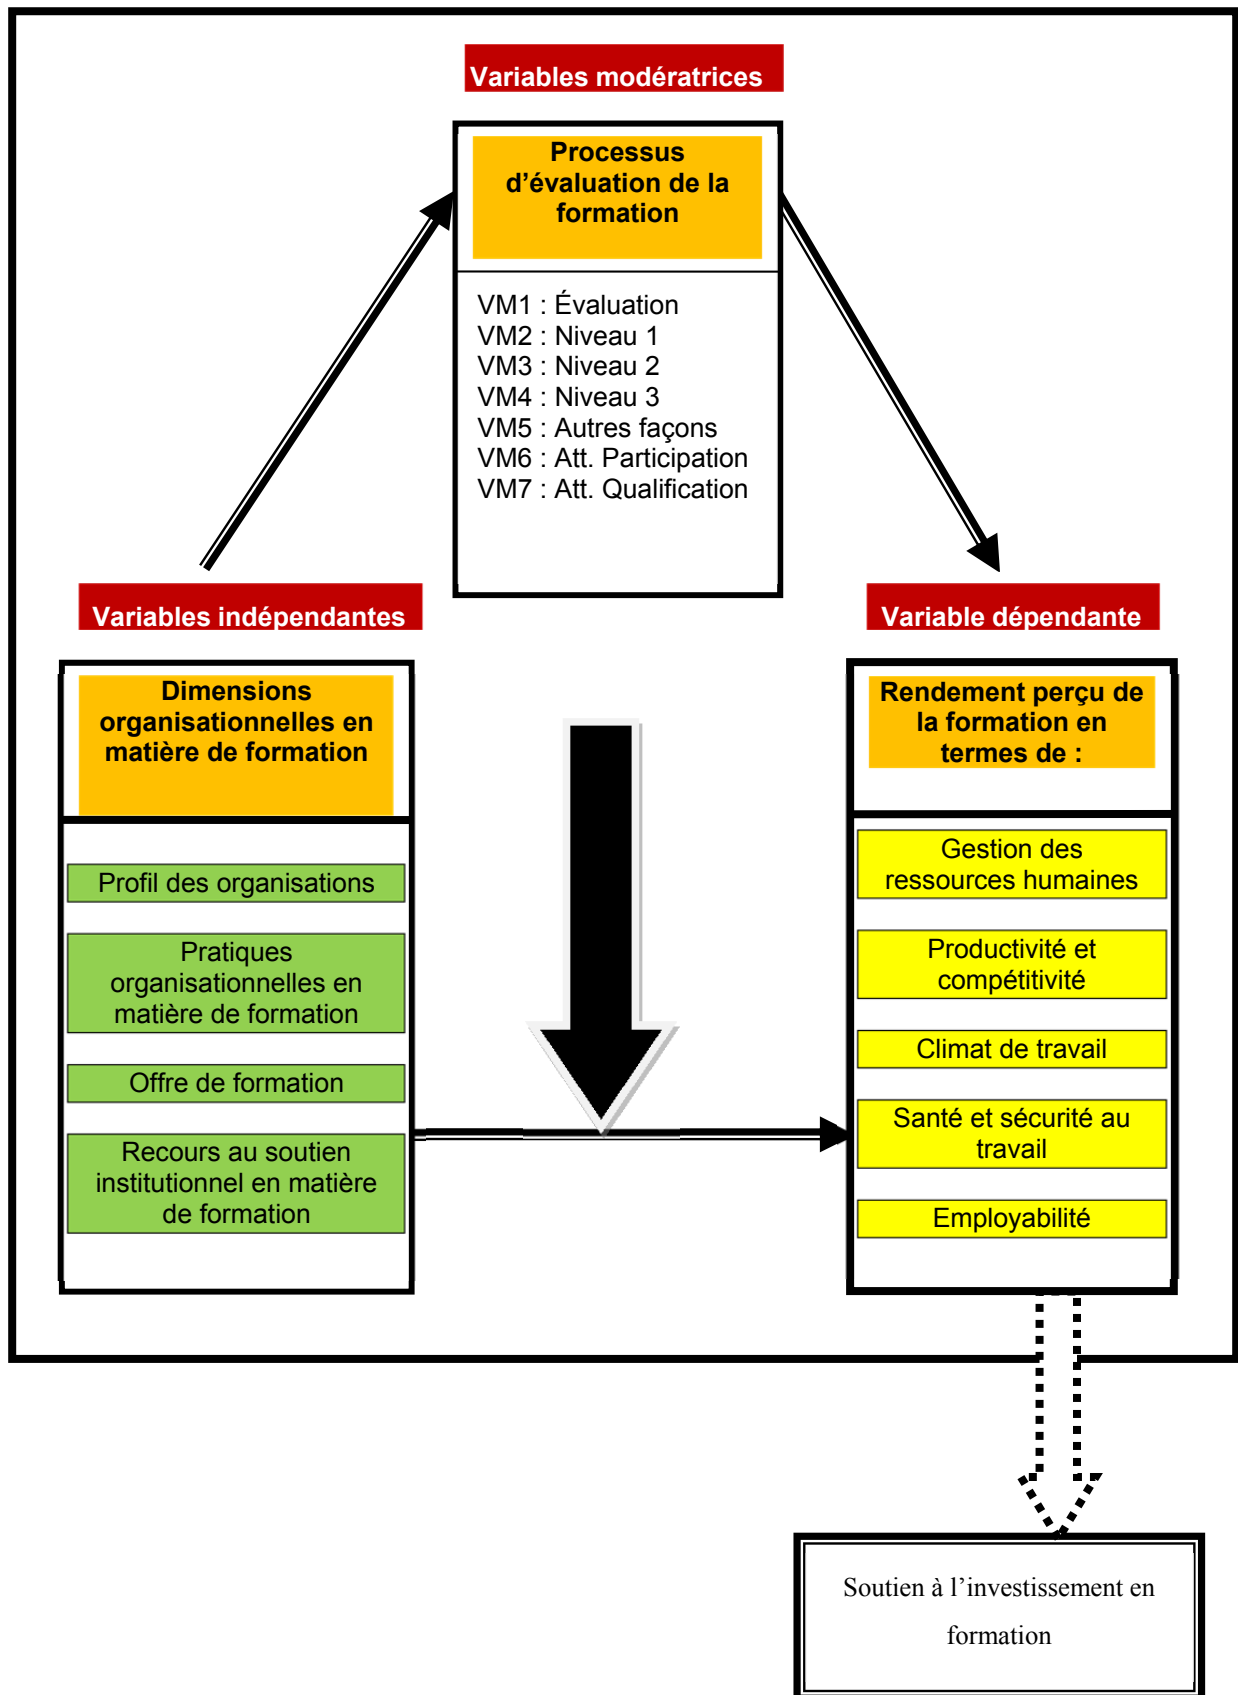 Variables modératrices
Processus
d’évaluation de la
formation
VM1 : Évaluation
VM2 : Niveau 1
VM3 : Niveau 2
VM4 : Niveau 3
VM5 : Autres façons
VM6 : Att. Participation
VM7 : Att. Qualification
Variables indépendantes
Dimensions
organisationnelles en
matière de formation
Profil des organisations
Pratiques
organisationnelles en
matière de formation
Offre de formation
Recours au soutien
institutionnel en matière
de formation
Variable dépendante
Rendement perçu de
la formation en
termes de :
Gestion des
ressources humaines
Productivité et
compétitivité
Climat de travail
Santé et sécurité au
travail
Employabilité
Soutien à l’investissement en
formation